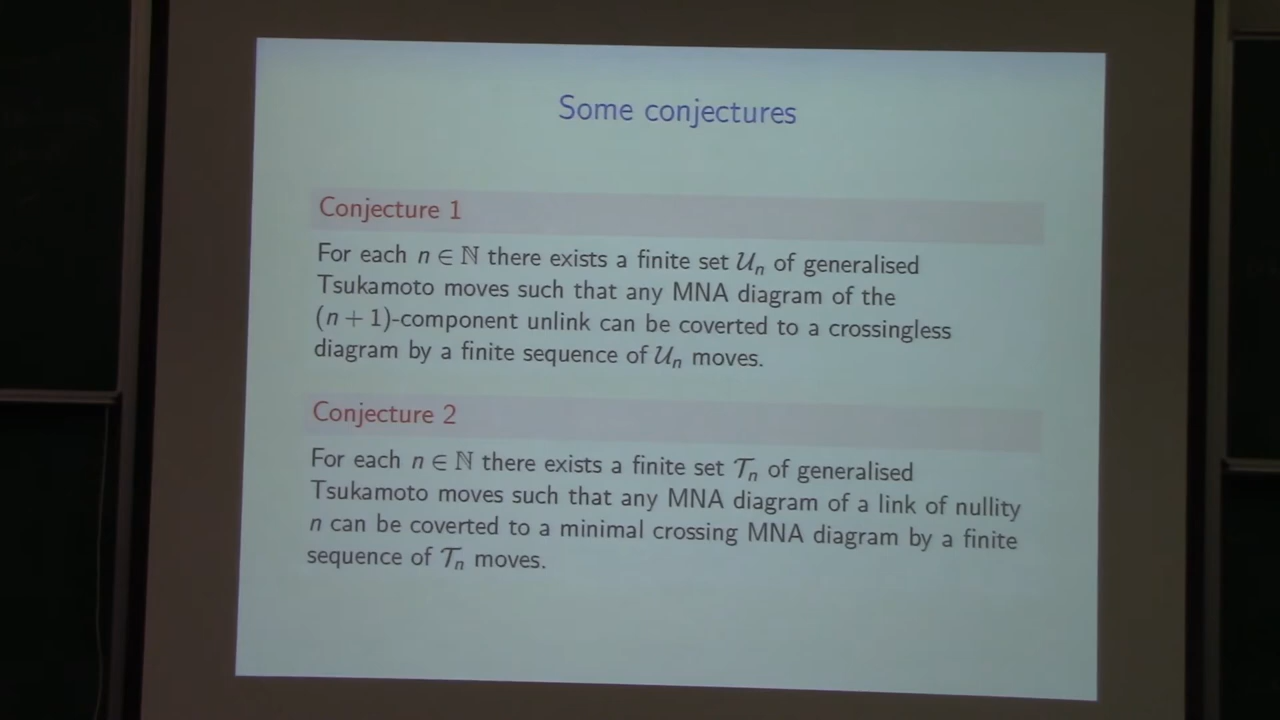 Some conjectures
Conjecture 1
For each n ∈ ℕ there exists a finite set 𝒰ₙ of generalised
Tsukamoto moves such that any MNA diagram of the
(n + 1)-component unlink can be coverted to a crossingless
diagram by a finite sequence of 𝒰ₙ moves.
Conjecture 2
For each n ∈ ℕ there exists a finite set 𝒯ₙ of generalised
Tsukamoto moves such that any MNA diagram of a link of nullity
n can be coverted to a minimal crossing MNA diagram by a finite
sequence of 𝒯ₙ moves.